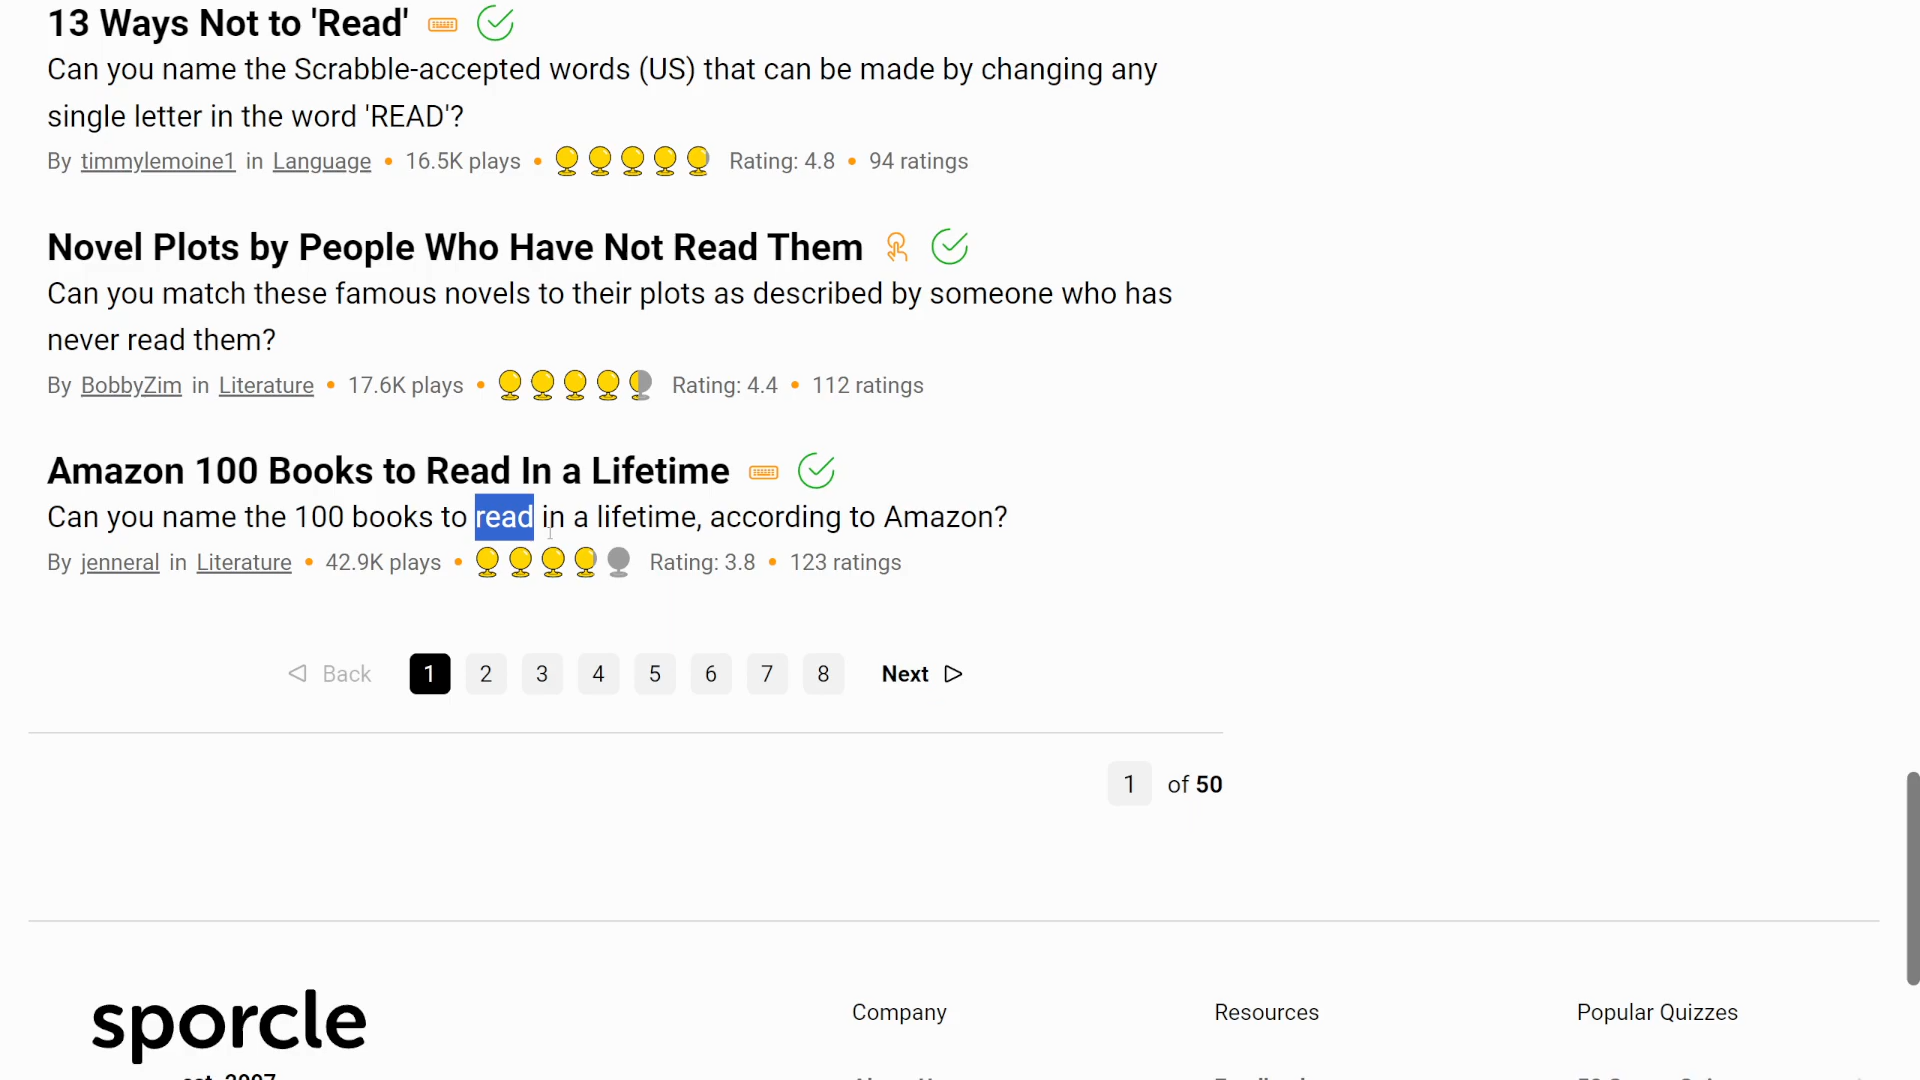 13 Ways Not to 'Read'
Can you name the Scrabble-accepted words (US) that can be made by changing any
single letter in the word 'READ'?
By timmylemoine1 in Language • 16.5K plays • Rating: 4.8 • 94 ratings
Novel Plots by People Who Have Not Read Them
Can you match these famous novels to their plots as described by someone who has
never read them?
By BobbyZim in Literature • 17.6K plays • Rating: 4.4 • 112 ratings
Amazon 100 Books to Read In a Lifetime
Can you name the 100 books to read in a lifetime, according to Amazon?
By jenneral in Literature • 42.9K plays • Rating: 3.8 • 123 ratings
Back 1 2 3 4 5 6 7 8 Next
1 of 50
sporcle
Company Resources Popular Quizzes
est. 2007